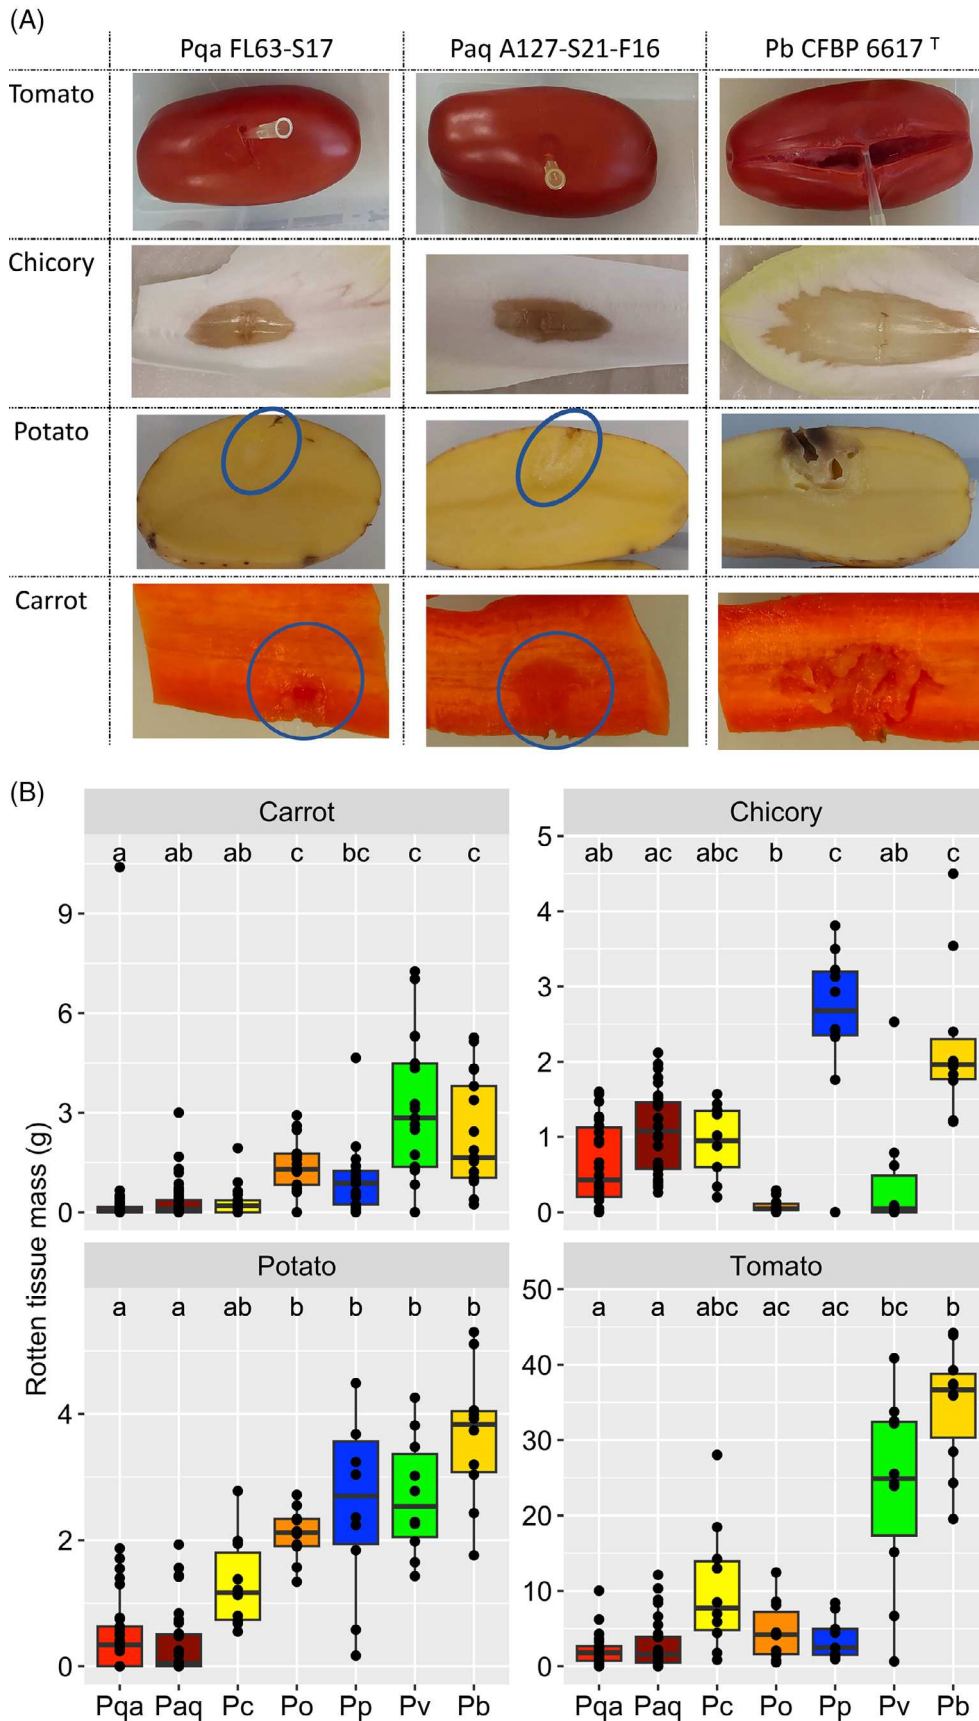 (A)
Pqa FL63-S17 Paq A127-S21-F16 Pb CFBP 6617 T
Tomato
Chicory
Potato
Carrot
(B)
Carrot Chicory
a ab ab c bc c c
ab ac abc b c ab c
9
6
3
0
5
4
3
2
1
0
Rotten tissue mass (g)
Potato Tomato
a a ab b b b b
a a abc ac ac bc b
4
2
0
50
40
30
20
10
0
Pqa Paq Pc Po Pp Pv Pb
Pqa Paq Pc Po Pp Pv Pb